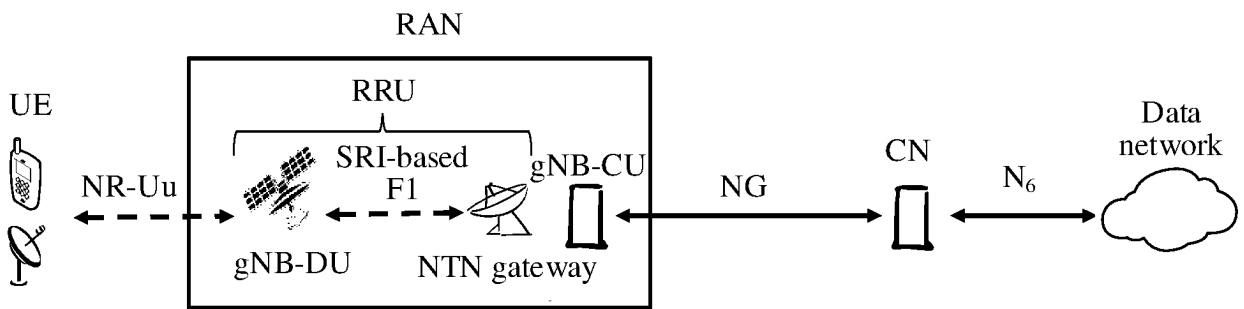 RAN
RRU
UE
SRI-based
F1
gNB-CU
NR-Uu
NG
CN
N₆
Data
network
gNB-DU
NTN gateway